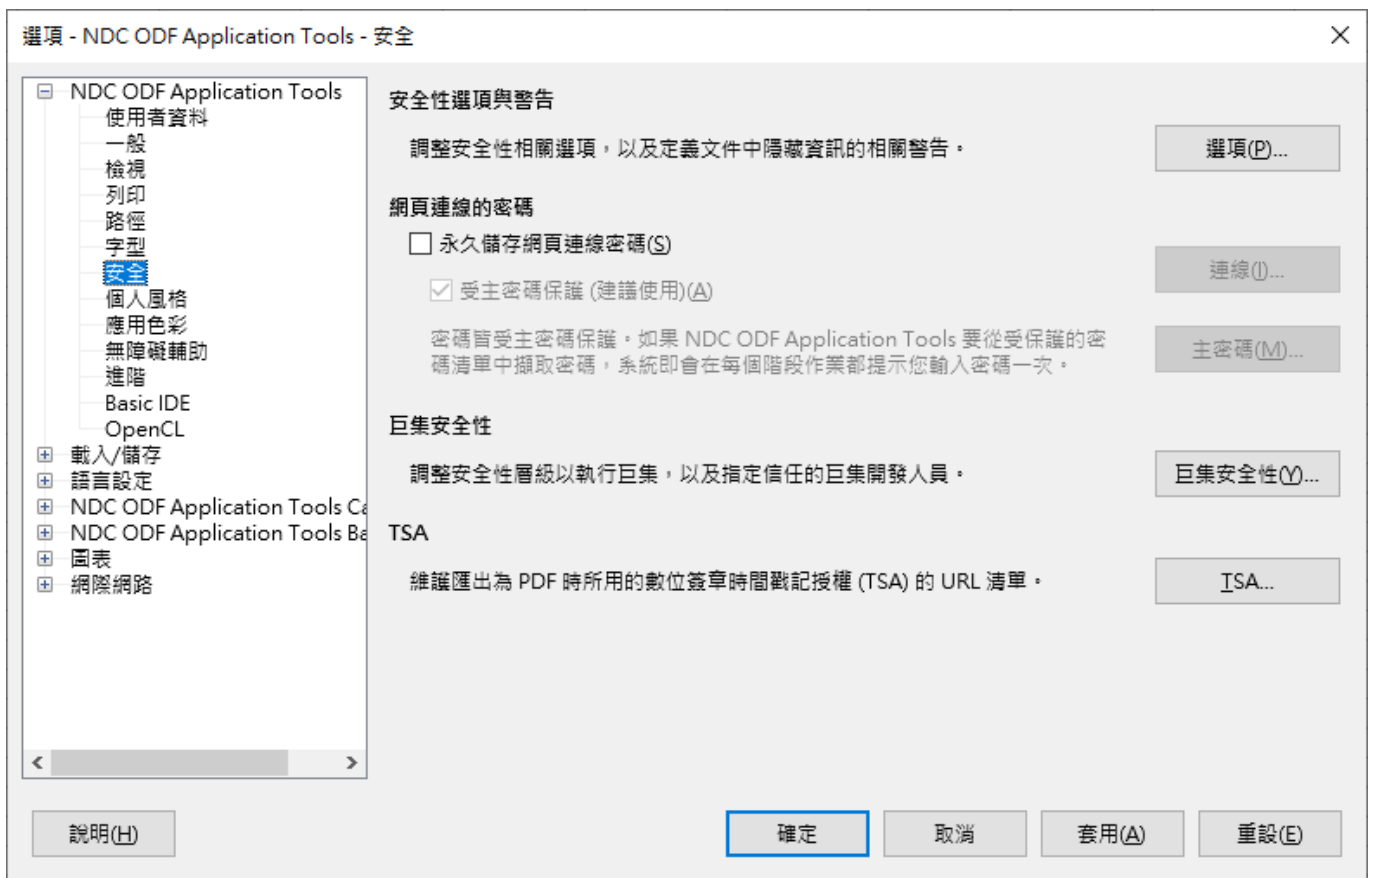 選項 - NDC ODF Application Tools - 安全
NDC ODF Application Tools
使用者資料
一般
檢視
列印
路徑
字型
安全
個人風格
應用色彩
無障礙輔助
進階
Basic IDE
OpenCL
載入/儲存
語言設定
NDC ODF Application Tools Ca
NDC ODF Application Tools Ba
圖表
網際網路
安全性選項與警告
調整安全性相關選項，以及定義文件中隱藏資訊的相關警告。
選項(P)...
網頁連線的密碼
永久儲存網頁連線密碼(S)
連線(I)...
受主密碼保護 (建議使用)(A)
密碼皆受主密碼保護。如果 NDC ODF Application Tools 要從受保護的密
碼清單中擷取密碼，系統即會在每個階段作業都提示您輸入密碼一次。
主密碼(M)...
巨集安全性
調整安全性層級以執行巨集，以及指定信任的巨集開發人員。
巨集安全性(Y)...
TSA
維護匯出為 PDF 時所用的數位簽章時間戳記授權 (TSA) 的 URL 清單。
TSA...
說明(H)
確定
取消
套用(A)
重設(E)